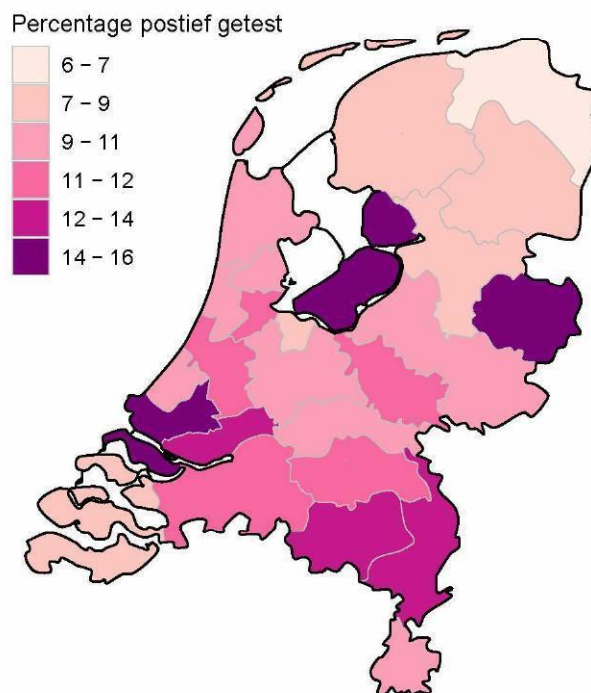 Percentage postief getest
6 – 7
7 – 9
9 – 11
11 – 12
12 – 14
14 – 16